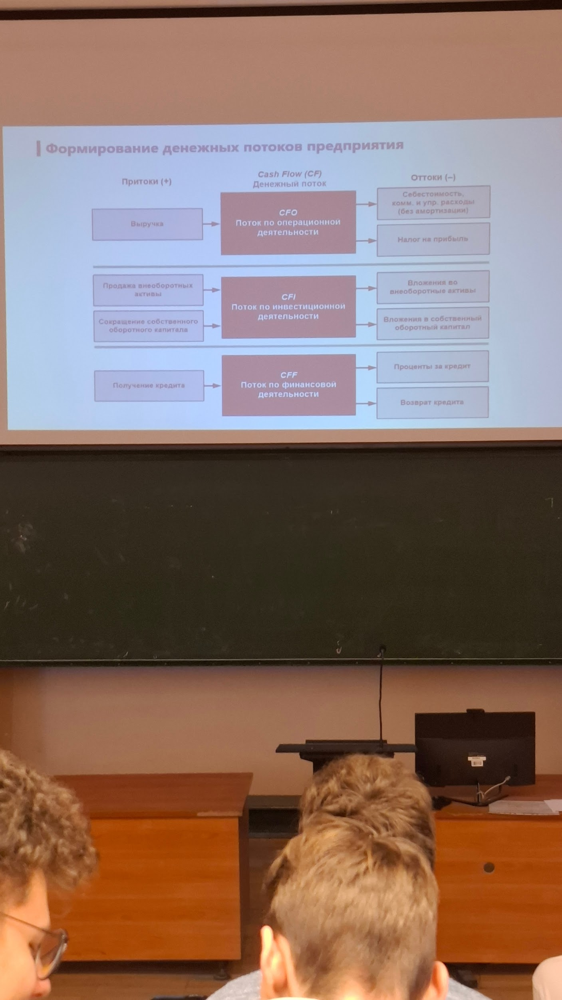 Формирование денежных потоков предприятия
Притоки (+)
Cash Flow (CF)
Денежный поток
Оттоки (–)
Выручка
CFO
Поток по операционной
деятельности
Себестоимость,
комм. и упр. расходы
(без амортизации)
Налог на прибыль
Продажа внеоборотных
активы
Сокращение собственного
оборотного капитала
CFI
Поток по инвестиционной
деятельности
Вложения во
внеоборотные активы
Вложения в собственный
оборотный капитал
Получение кредита
CFF
Поток по финансовой
деятельности
Проценты за кредит
Возврат кредита